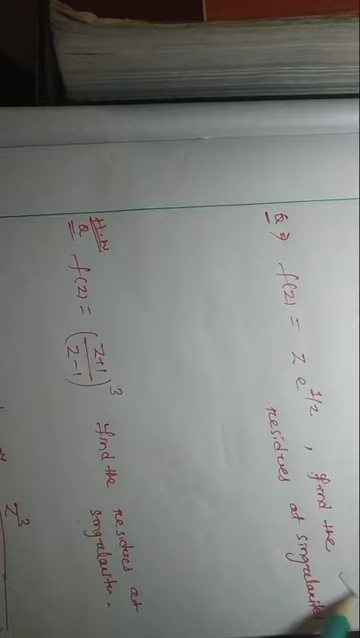 Q ⇒ f(z) = z e^{1/z} , find the
residues at singularity
H.W
Q f(z) = (z+1/z-1)^3 find the residues at
singularity.
z^3